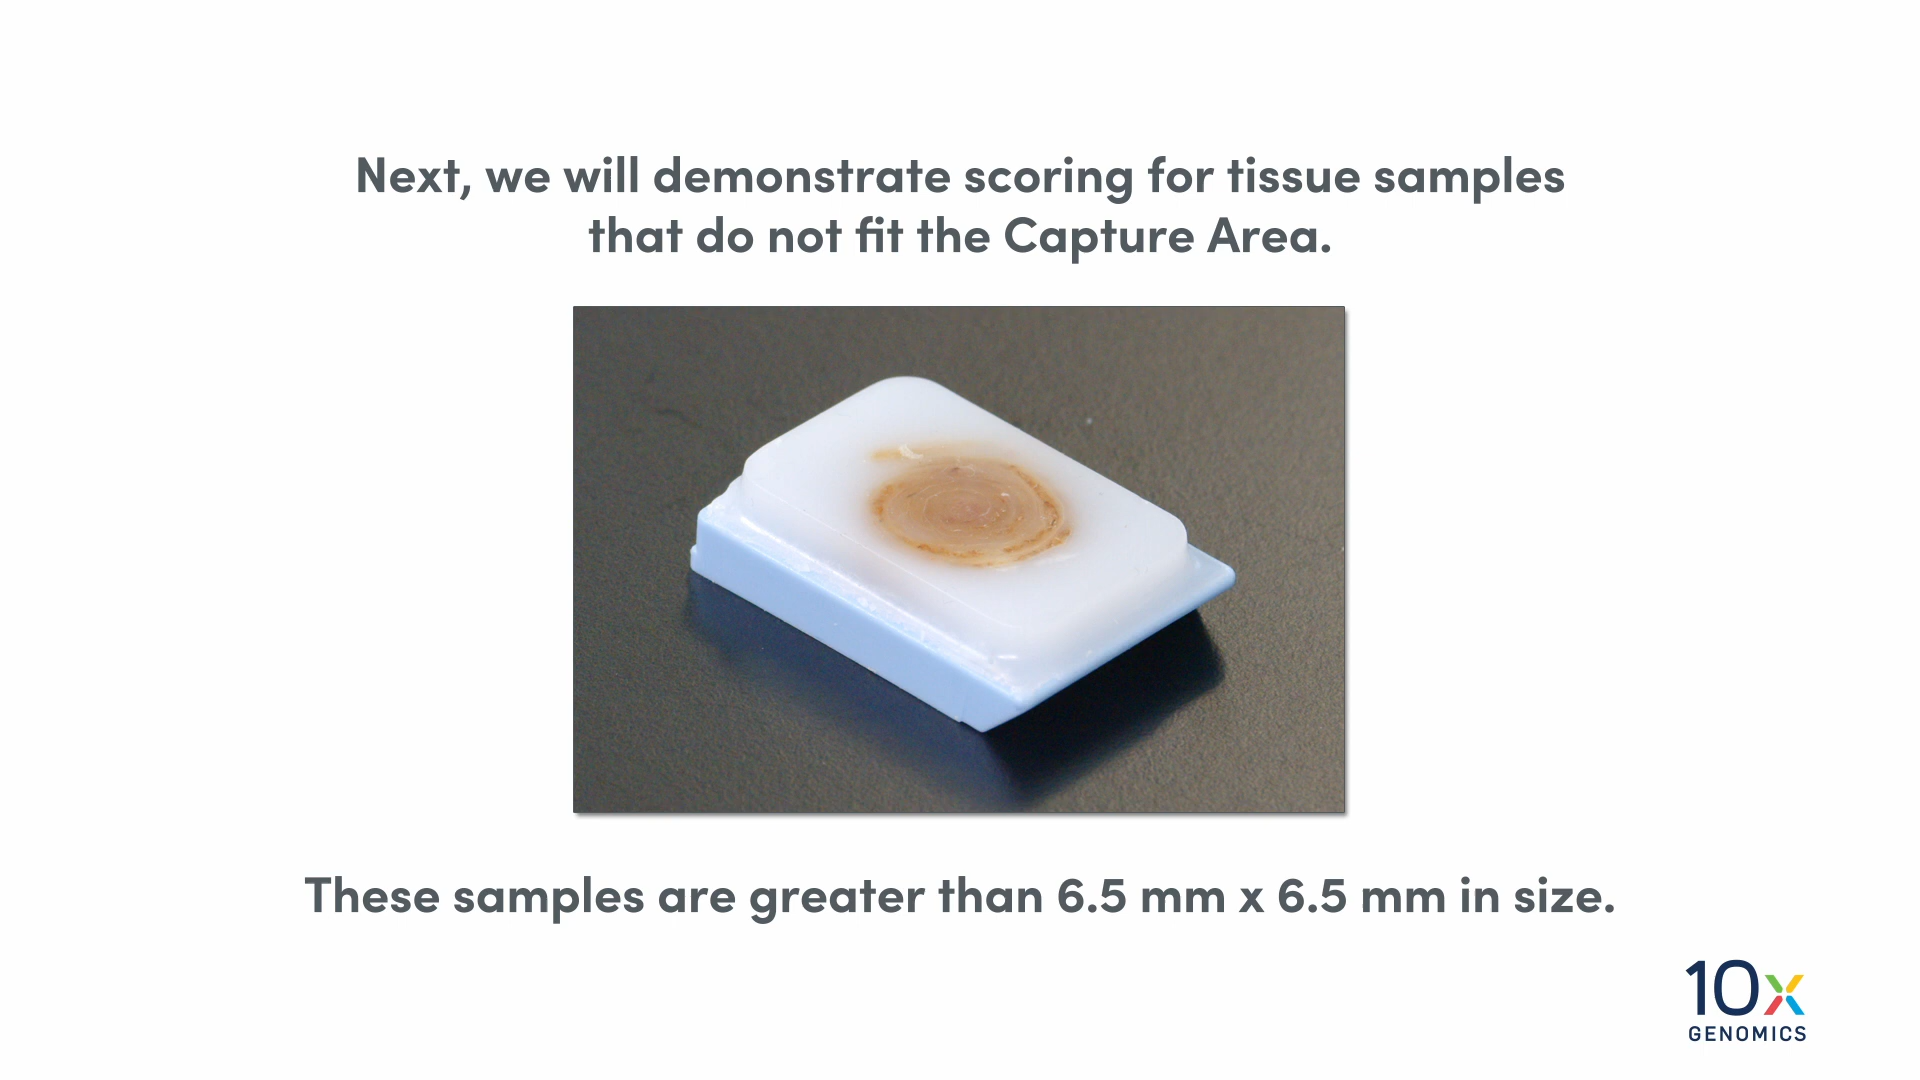 Next, we will demonstrate scoring for tissue samples
that do not fit the Capture Area.
These samples are greater than 6.5 mm x 6.5 mm in size.
10x
GENOMICS